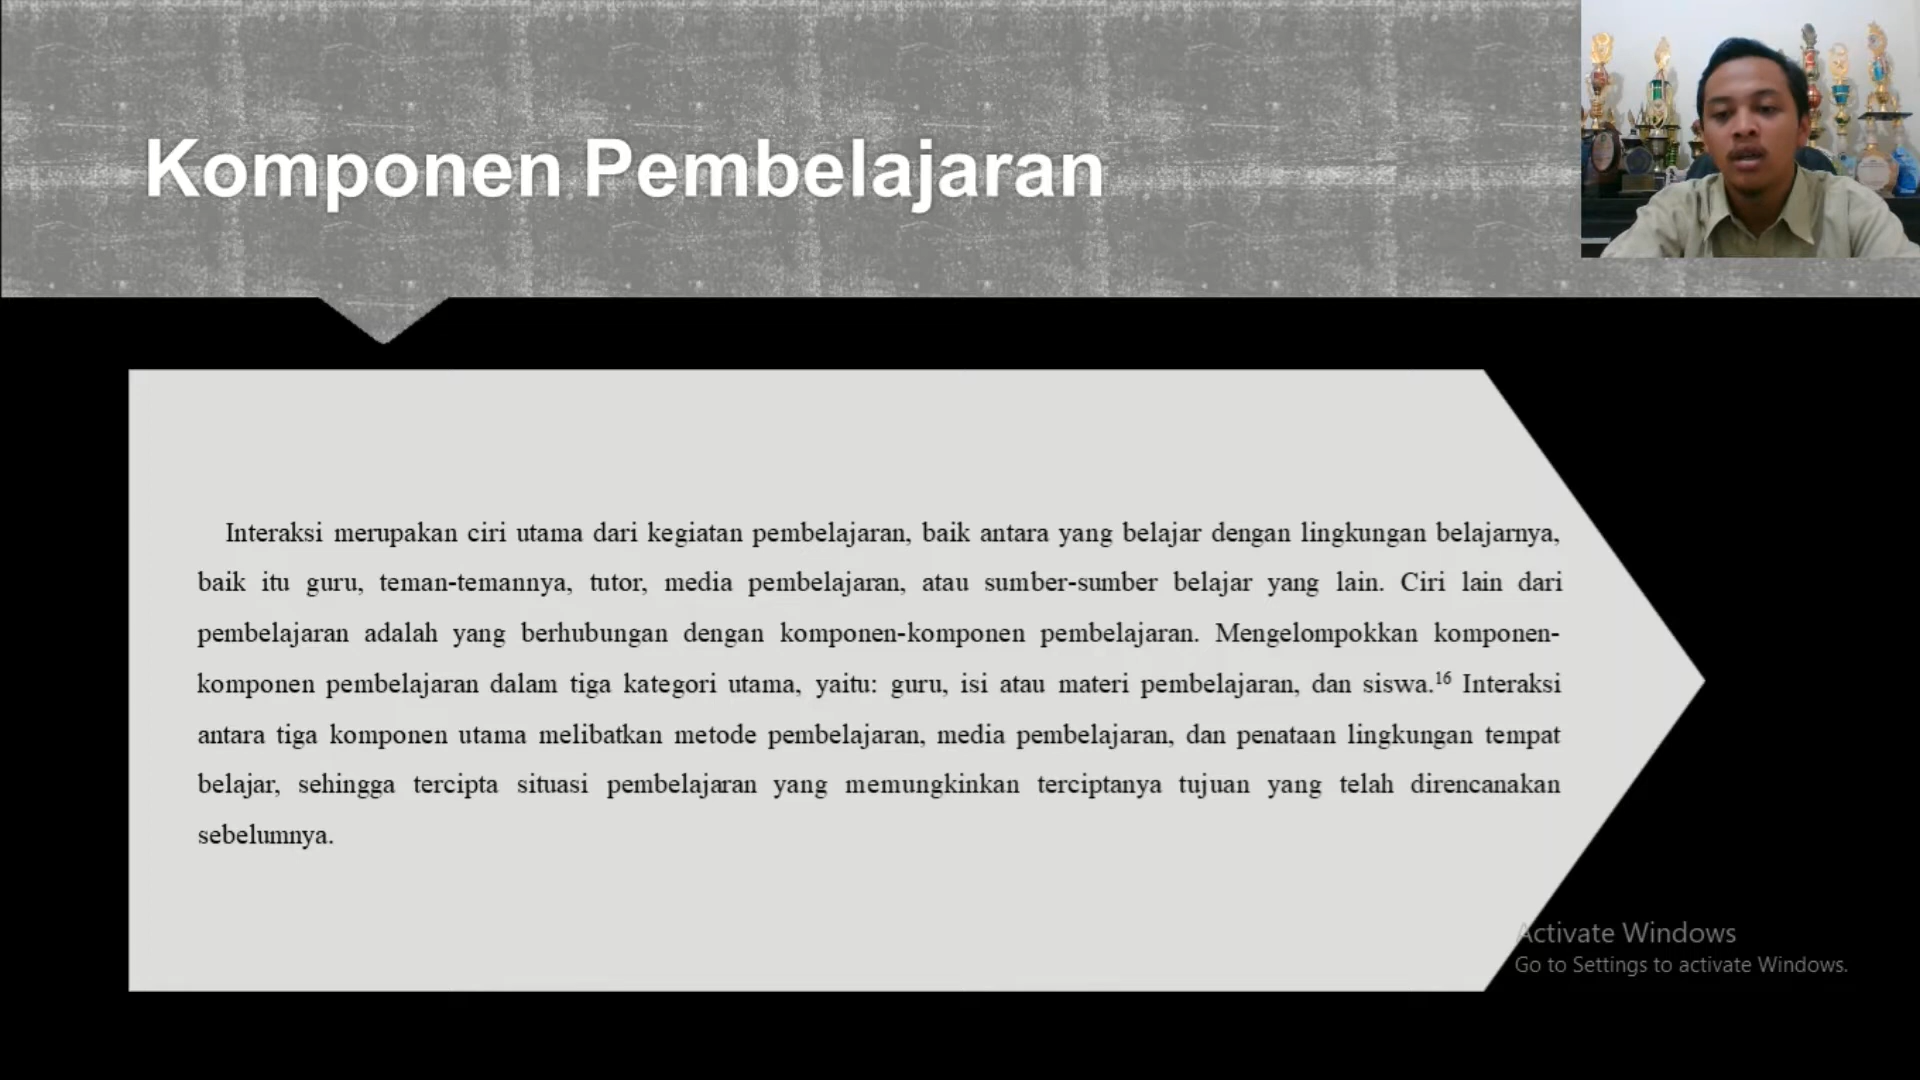 Komponen Pembelajaran
Interaksi merupakan ciri utama dari kegiatan pembelajaran, baik antara yang belajar dengan lingkungan belajarnya,
baik itu guru, teman-temannya, tutor, media pembelajaran, atau sumber-sumber belajar yang lain. Ciri lain dari
pembelajaran adalah yang berhubungan dengan komponen-komponen pembelajaran. Mengelompokkan komponen-
komponen pembelajaran dalam tiga kategori utama, yaitu: guru, isi atau materi pembelajaran, dan siswa.¹⁶ Interaksi
antara tiga komponen utama melibatkan metode pembelajaran, media pembelajaran, dan penataan lingkungan tempat
belajar, sehingga tercipta situasi pembelajaran yang memungkinkan terciptanya tujuan yang telah direncanakan
sebelumnya.
Activate Windows
Go to Settings to activate Windows.